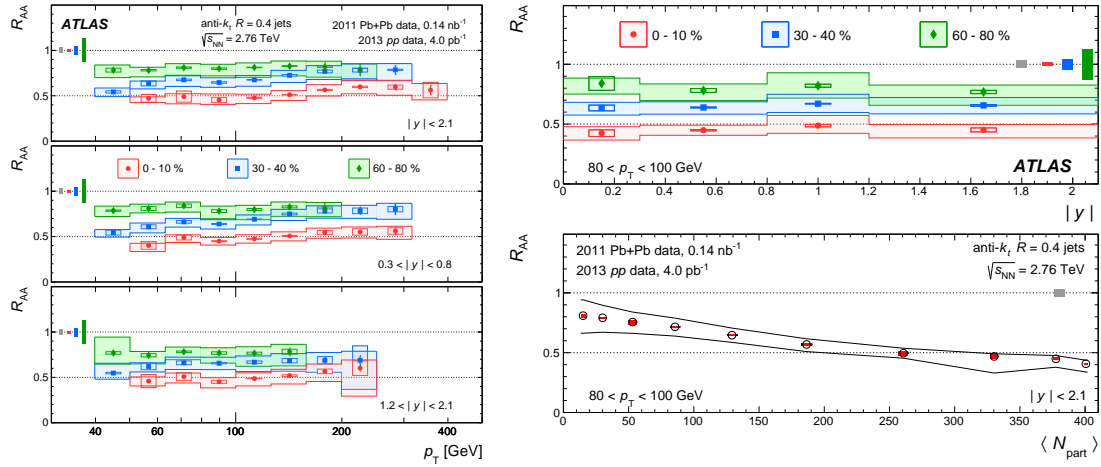 R_AA
ATLAS
anti-k_t R = 0.4 jets
√s_NN = 2.76 TeV
2011 Pb+Pb data, 0.14 nb⁻¹
2013 pp data, 4.0 pb⁻¹
1
0.5
0
| y | < 2.1
R_AA
0 - 10 %
30 - 40 %
60 - 80 %
1
0.5
0
0.3 < | y | < 0.8
R_AA
1
0.5
0
1.2 < | y | < 2.1
40 60 100 200 400
p_T [GeV]
R_AA
0 - 10 %
30 - 40 %
60 - 80 %
1
0.5
0
80 < p_T < 100 GeV
ATLAS
0 0.2 0.4 0.6 0.8 1 1.2 1.4 1.6 1.8 2
| y |
R_AA
2011 Pb+Pb data, 0.14 nb⁻¹
2013 pp data, 4.0 pb⁻¹
anti-k_t R = 0.4 jets
√s_NN = 2.76 TeV
1
0.5
0
80 < p_T < 100 GeV
| y | < 2.1
0 50 100 150 200 250 300 350 400
⟨ N_part ⟩